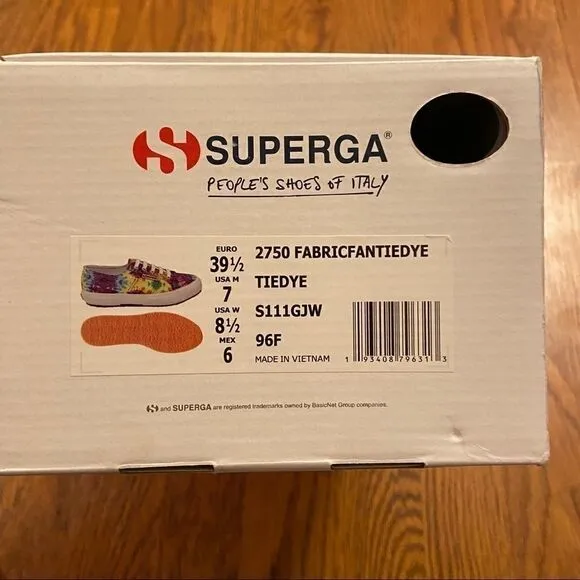 SUPERGA®
PEOPLE'S SHOES OF ITALY
EURO
39½
USA M
7
USA W
8½
MEX
6
2750 FABRICFANTIEDYE
TIEDYE
S111GJW
96F
MADE IN VIETNAM
1 93408 79631 3
and SUPERGA are registered trademarks owned by BasicNet Group companies.